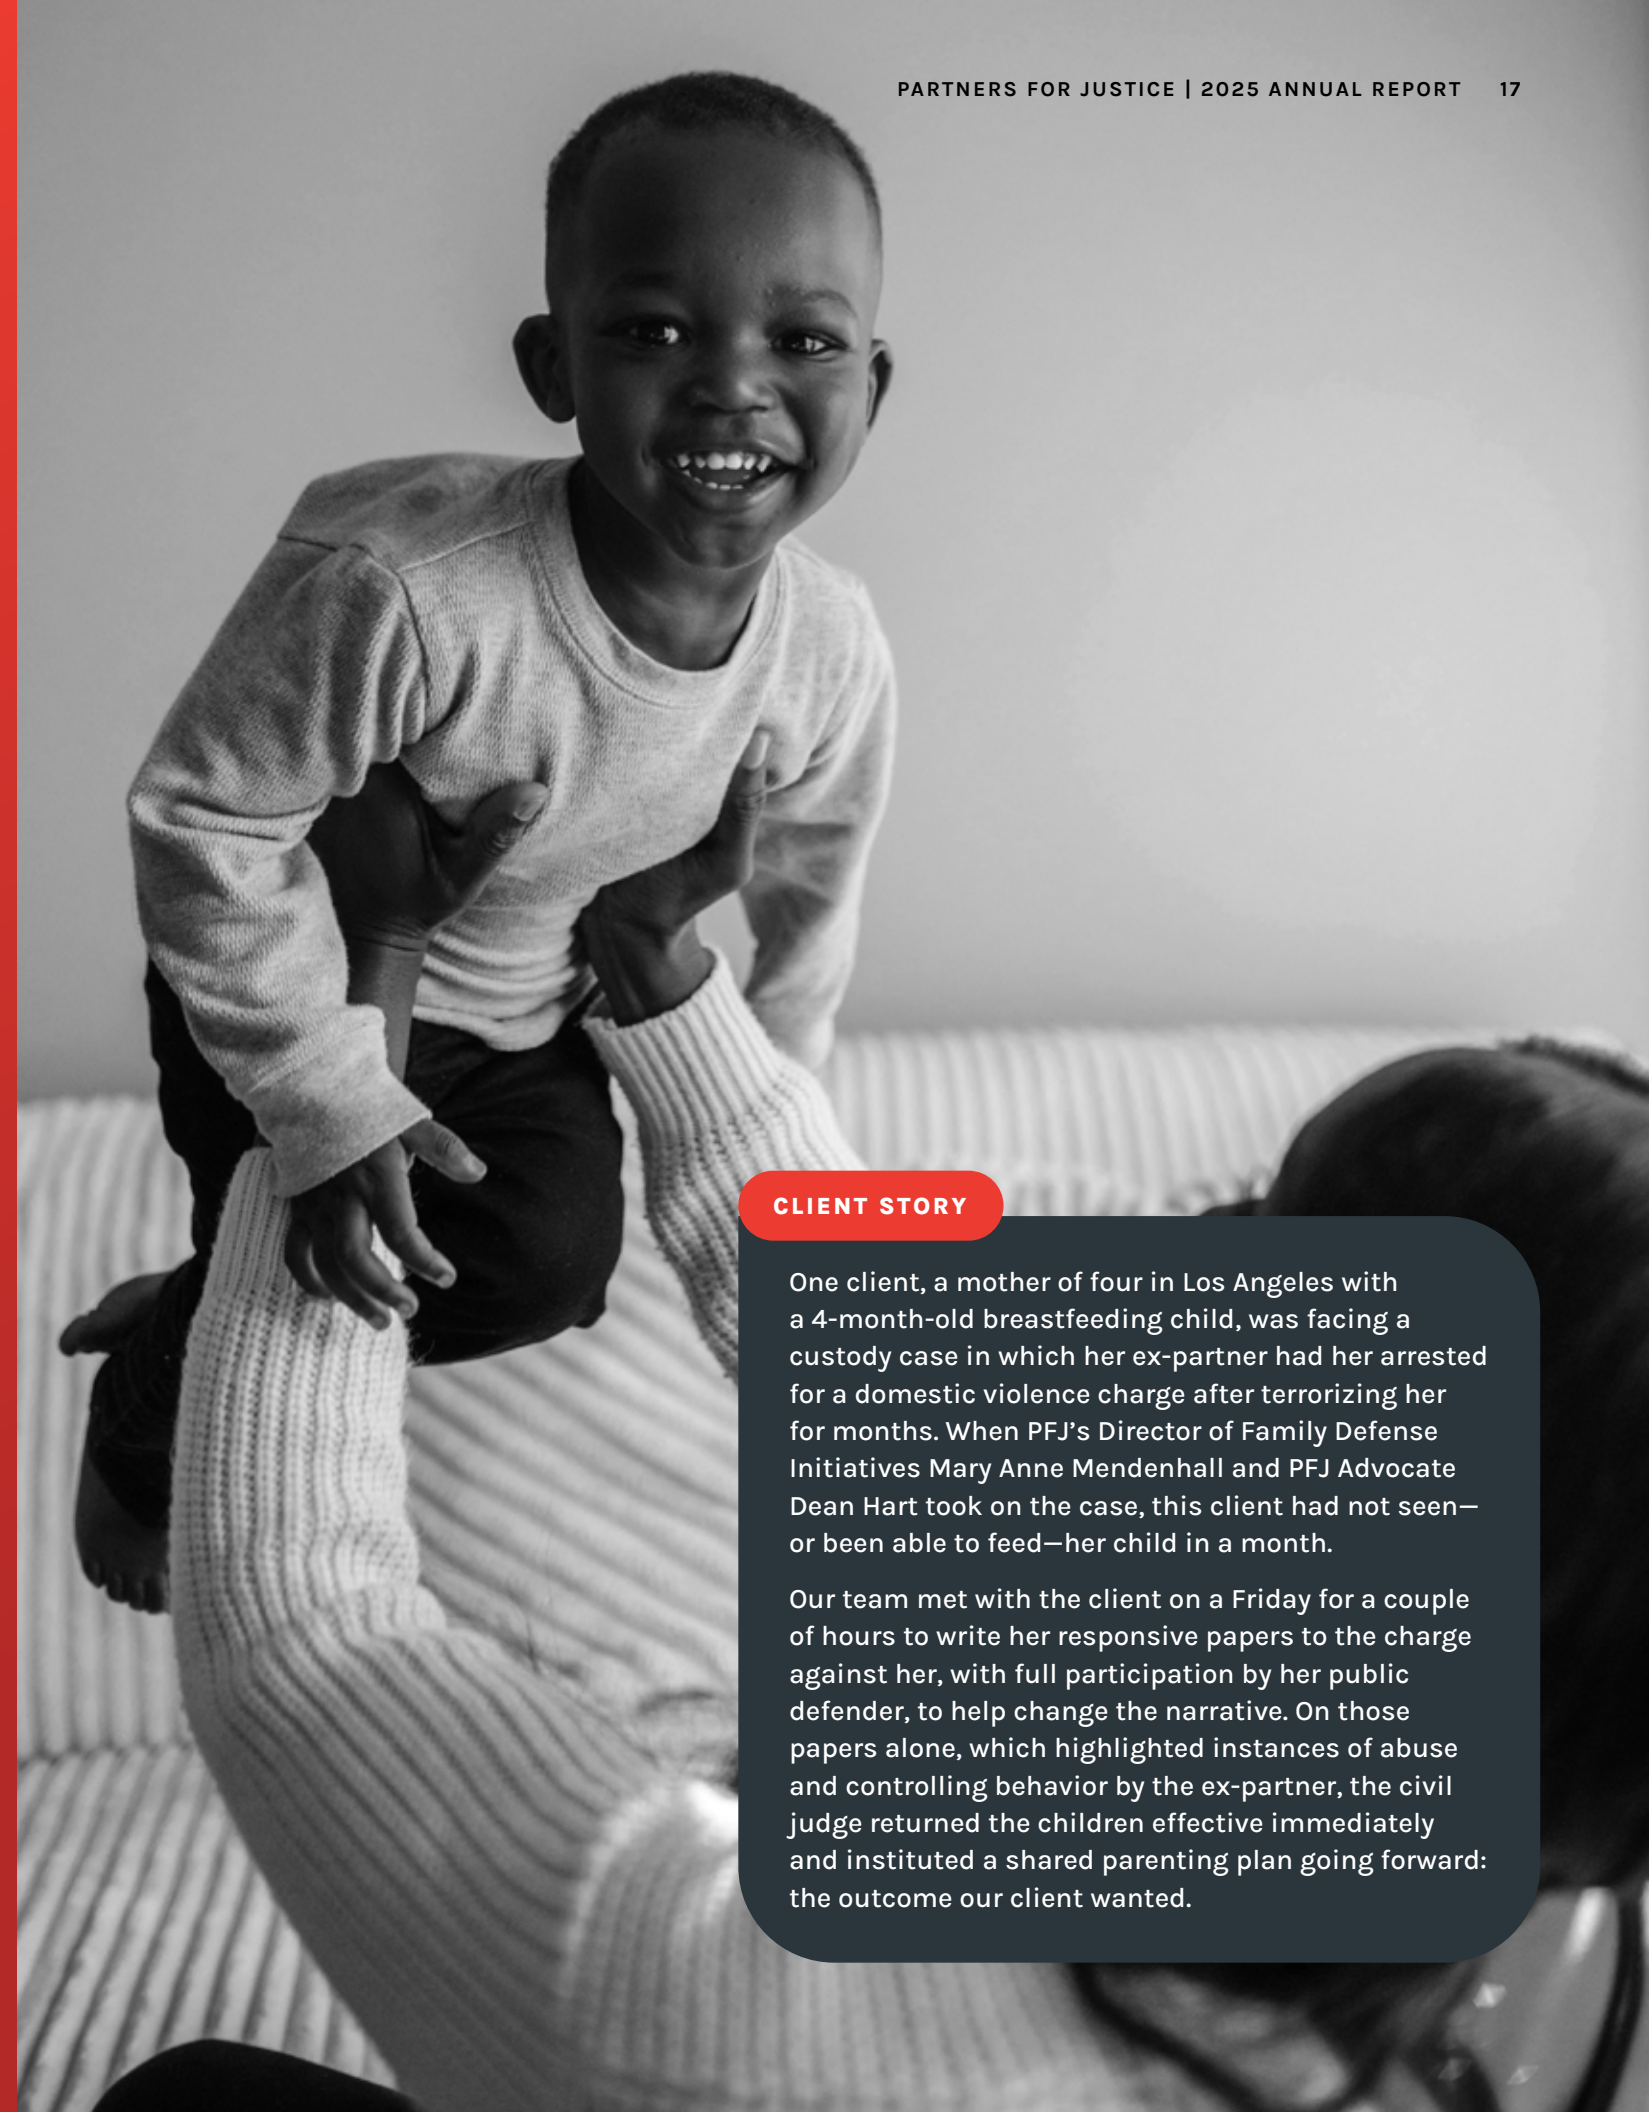 PARTNERS FOR JUSTICE | 2025 ANNUAL REPORT 17
CLIENT STORY
One client, a mother of four in Los Angeles with
a 4-month-old breastfeeding child, was facing a
custody case in which her ex-partner had her arrested
for a domestic violence charge after terrorizing her
for months. When PFJ’s Director of Family Defense
Initiatives Mary Anne Mendenhall and PFJ Advocate
Dean Hart took on the case, this client had not seen—
or been able to feed—her child in a month.
Our team met with the client on a Friday for a couple
of hours to write her responsive papers to the charge
against her, with full participation by her public
defender, to help change the narrative. On those
papers alone, which highlighted instances of abuse
and controlling behavior by the ex-partner, the civil
judge returned the children effective immediately
and instituted a shared parenting plan going forward:
the outcome our client wanted.